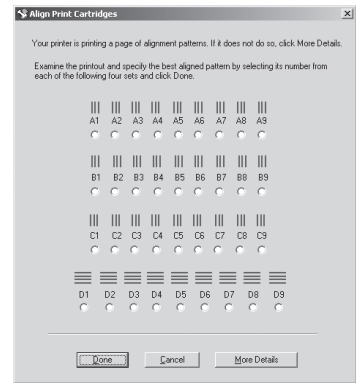 Align Print Cartridges
Your printer is printing a page of alignment patterns. If it does not do so, click More Details.
Examine the printout and specify the best aligned pattern by selecting its number from
each of the following four sets and click Done.
A1 A2 A3 A4 A5 A6 A7 A8 A9
B1 B2 B3 B4 B5 B6 B7 B8 B9
C1 C2 C3 C4 C5 C6 C7 C8 C9
D1 D2 D3 D4 D5 D6 D7 D8 D9
Done Cancel More Details